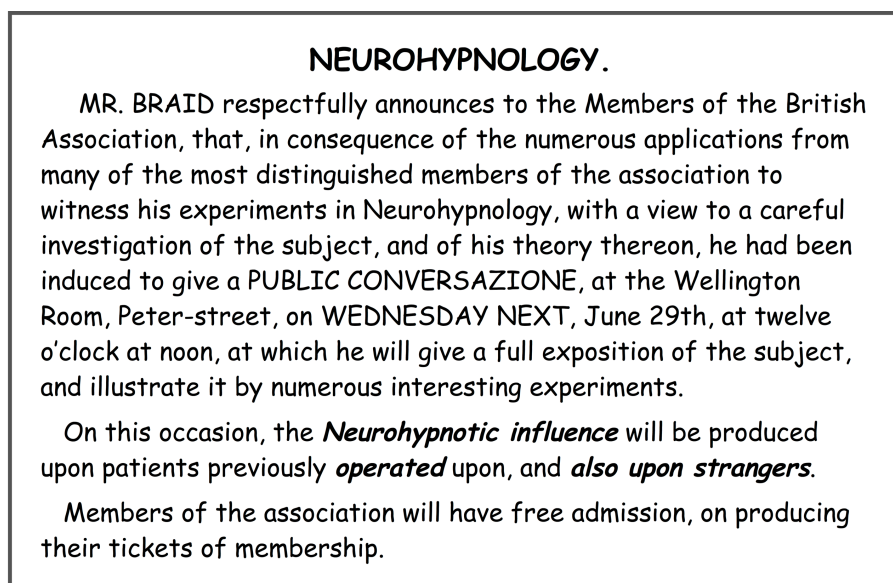 NEUROHYPNOLOGY.
MR. BRAID respectfully announces to the Members of the British
Association, that, in consequence of the numerous applications from
many of the most distinguished members of the association to
witness his experiments in Neurohypnology, with a view to a careful
investigation of the subject, and of his theory thereon, he had been
induced to give a PUBLIC CONVERSAZIONE, at the Wellington
Room, Peter-street, on WEDNESDAY NEXT, June 29th, at twelve
o'clock at noon, at which he will give a full exposition of the subject,
and illustrate it by numerous interesting experiments.
On this occasion, the Neurohypnotic influence will be produced
upon patients previously operated upon, and also upon strangers.
Members of the association will have free admission, on producing
their tickets of membership.